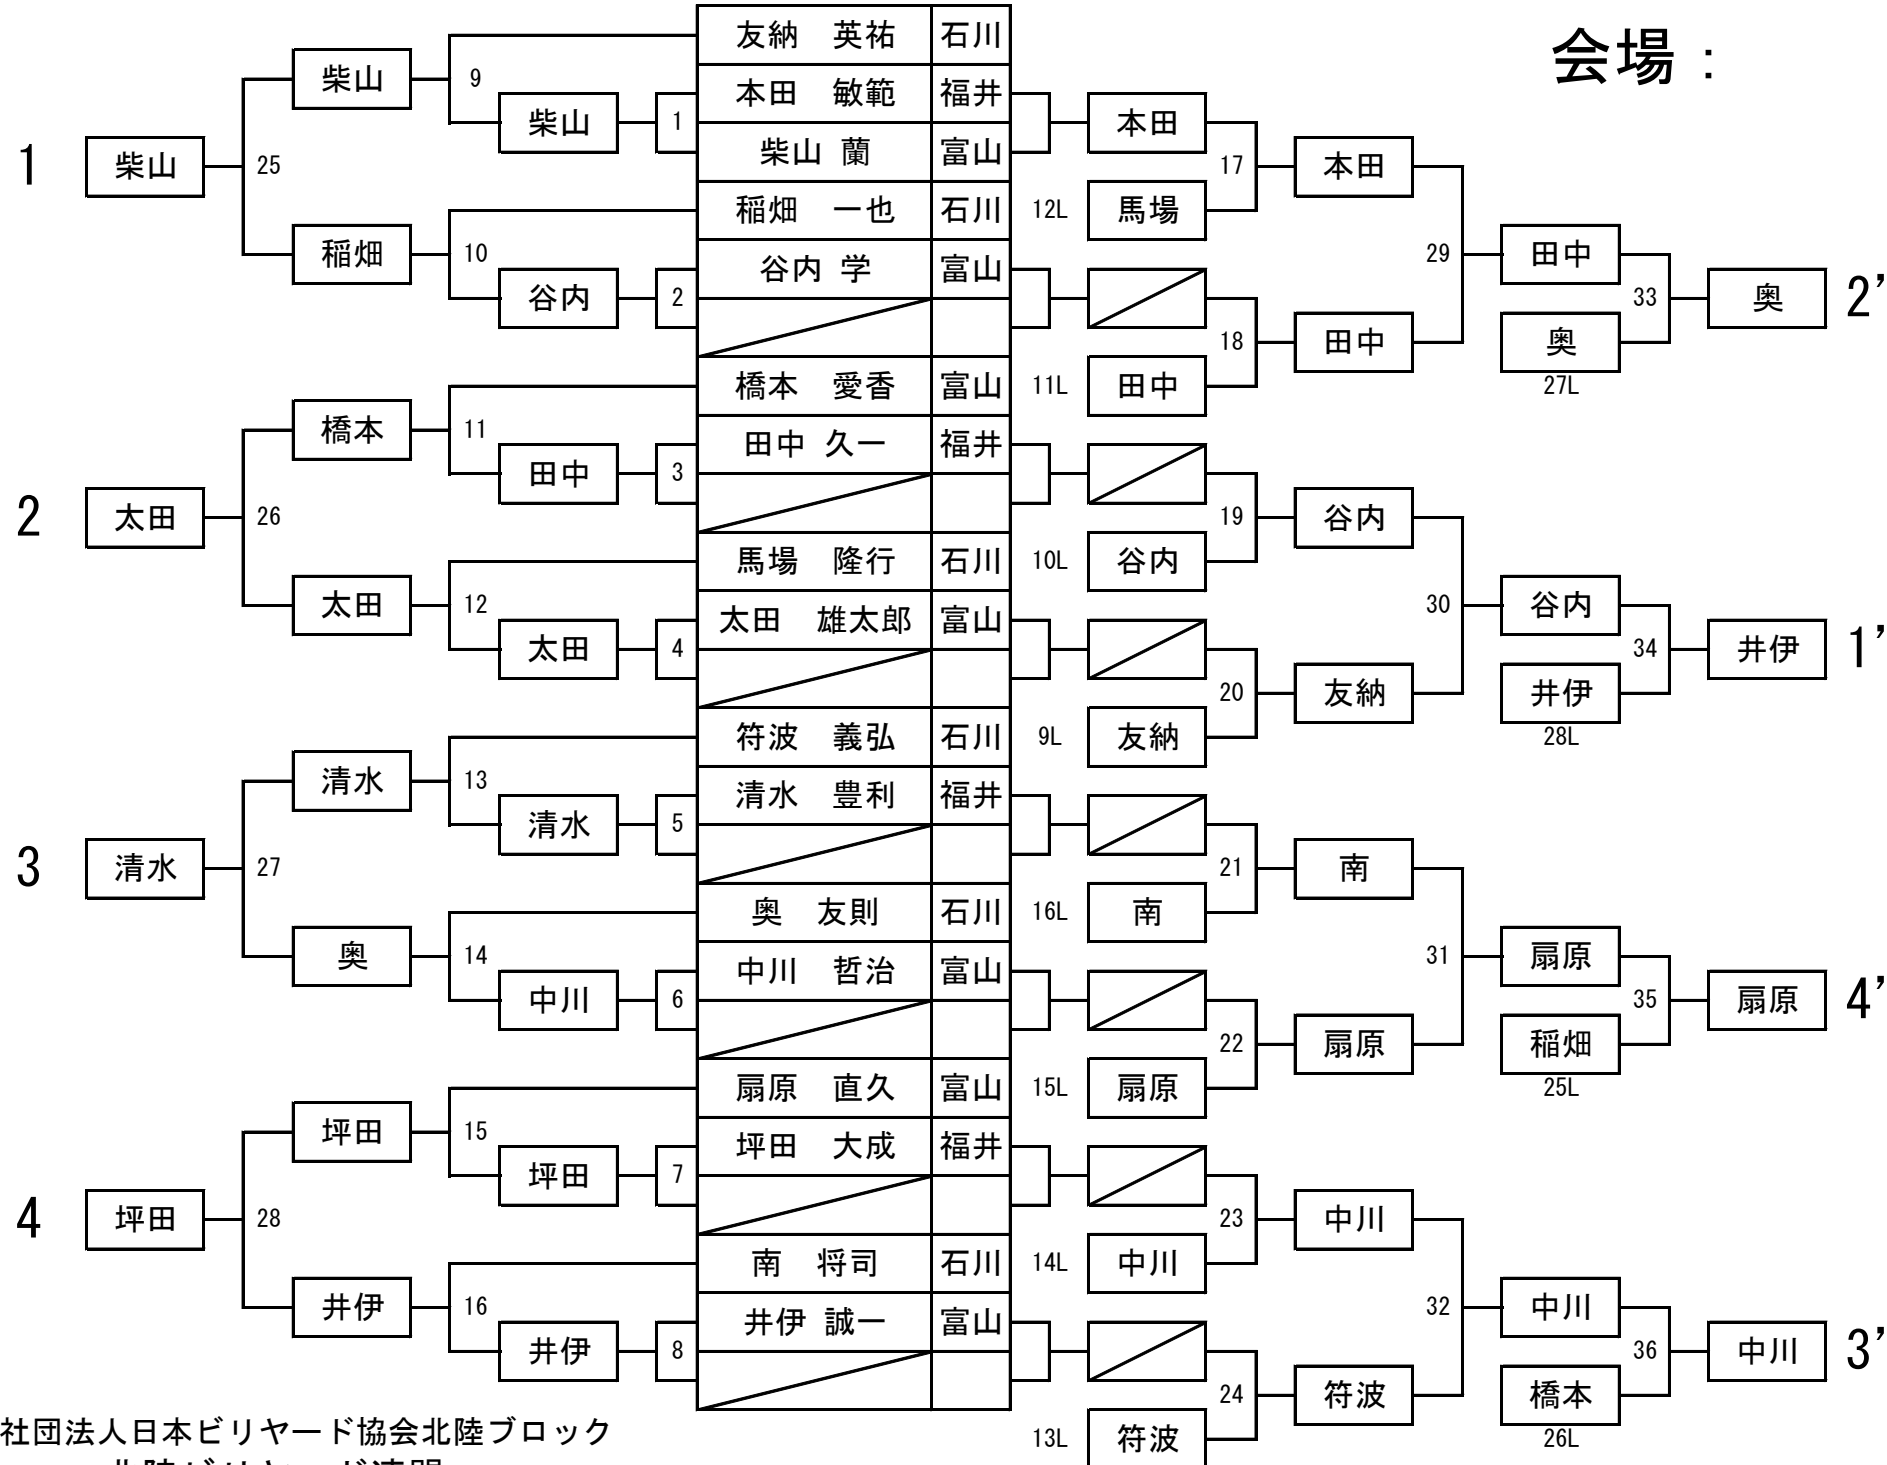 会場：
友納　英祐 石川
柴山 9 本田　敏範 福井
柴山 1 本田
柴山 蘭 富山
1 柴山 25 17 本田
稲畑　一也 石川 12L 馬場
稲畑 10 谷内 学 富山 29 田中
谷内 2 33 奥 2’
18 田中 奥
橋本　愛香 富山 11L 田中 27L
橋本 11 田中 久一 福井
田中 3
2 太田 26 19 谷内
馬場　隆行 石川 10L 谷内
太田 12 太田　雄太郎 富山 30 谷内
太田 4 34 井伊 1’
20 友納 井伊
符波　義弘 石川 9L 友納 28L
清水 13 清水　豊利 福井
清水 5
3 清水 27 21 南
奥　友則 石川 16L 南
奥 14 中川　哲治 富山 31 扇原
中川 6 35 扇原 4’
22 扇原 稲畑
扇原　直久 富山 15L 扇原 25L
坪田 15 坪田　大成 福井
坪田 7
4 坪田 28 23 中川
南　将司 石川 14L 中川
井伊 16 井伊 誠一 富山 32 中川
井伊 8 36 中川 3’
24 符波 橋本
13L 符波 26L
社団法人日本ビリヤード協会北陸ブロック